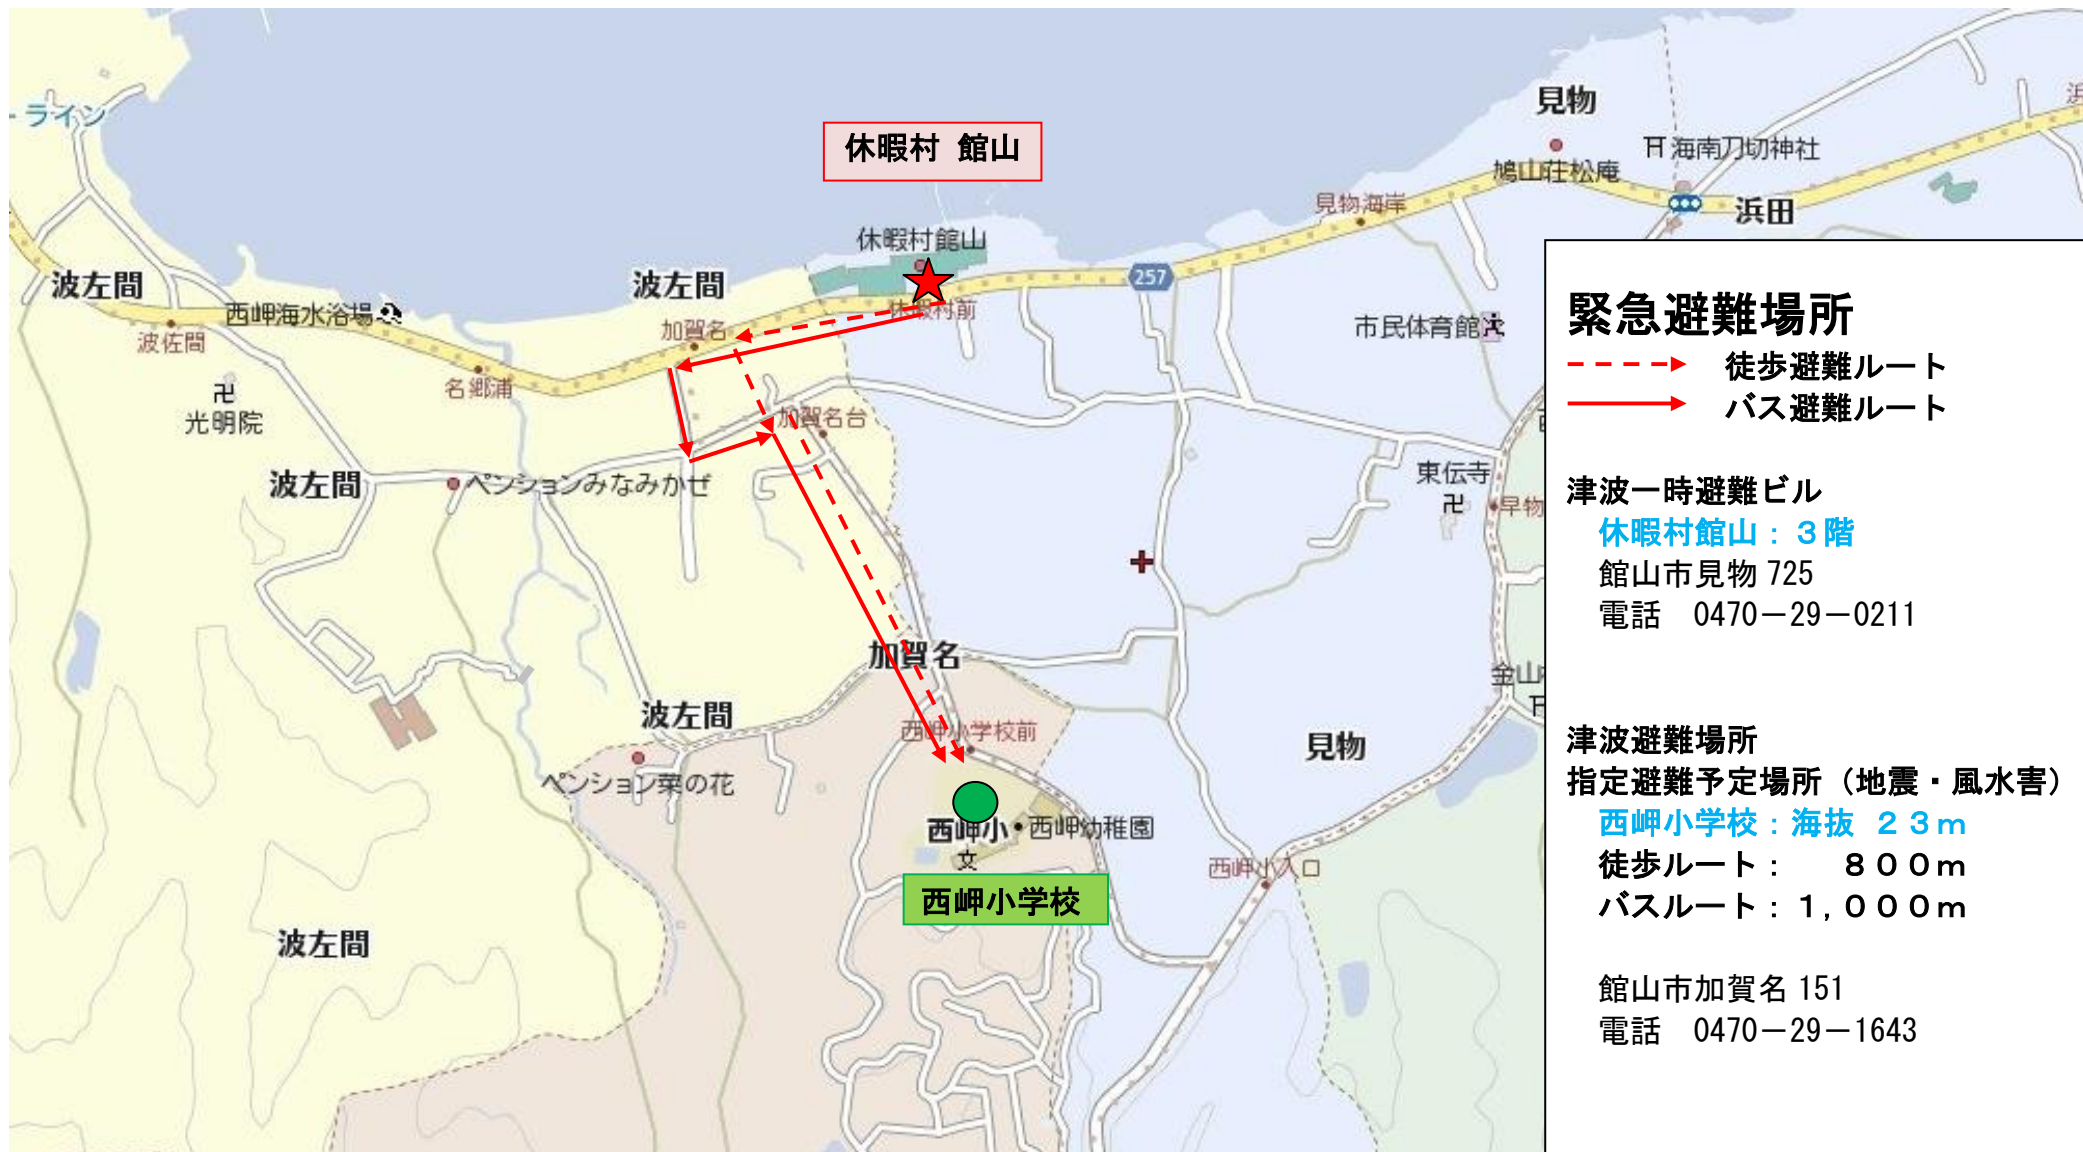 ーライン
休暇村 館山
見物
海南刀切神社
鳩山荘松庵
浜
見物海岸
浜田
休暇村館山
257
波左間
波左間
西岬海水浴場
加賀名
休暇村前
市民体育館
波佐間
名郷浦
光明院
加賀名台
東伝寺
波左間
ペンションみなみかぜ
早物
加賀名
金山
波左間
西岬小学校前
見物
ペンション菜の花
西岬小
西岬幼稚園
文
西岬小入口
西岬小学校
波左間
緊急避難場所
徒歩避難ルート
バス避難ルート
津波一時避難ビル
休暇村館山：３階
館山市見物 725
電話　0470－29－0211
津波避難場所
指定避難予定場所（地震・風水害）
西岬小学校：海抜 ２３ｍ
徒歩ルート：　８００ｍ
バスルート：１,０００ｍ
館山市加賀名 151
電話　0470－29－1643